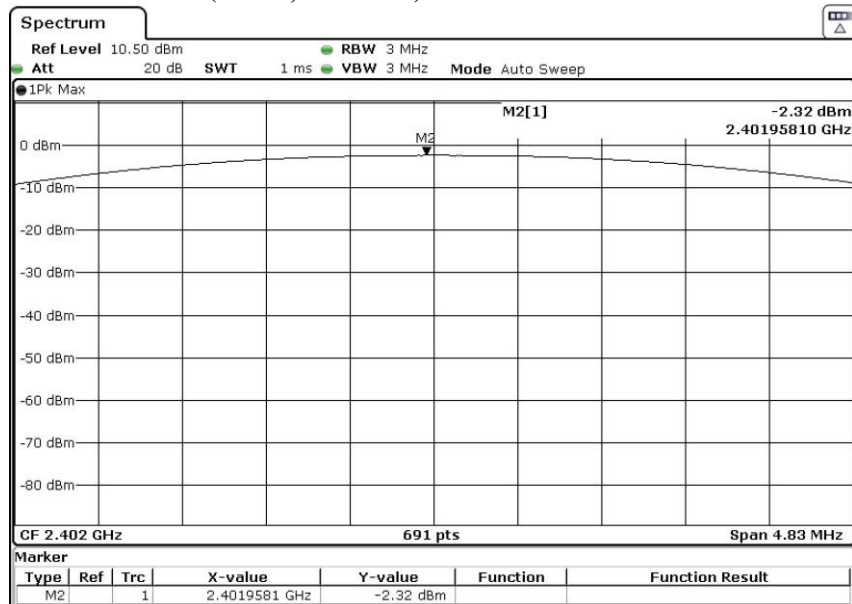 Spectrum
Ref Level 10.50 dBm RBW 3 MHz
Att 20 dB SWT 1 ms VBW 3 MHz Mode Auto Sweep
1Pk Max
M2[1] -2.32 dBm
2.40195810 GHz
M2
0 dBm
-10 dBm
-20 dBm
-30 dBm
-40 dBm
-50 dBm
-60 dBm
-70 dBm
-80 dBm
CF 2.402 GHz 691 pts Span 4.83 MHz
Marker
Type Ref Trc X-value Y-value Function Function Result
M2 1 2.4019581 GHz -2.32 dBm